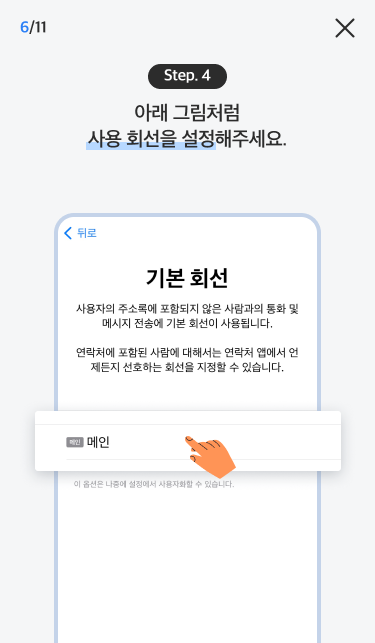 6/11
Step. 4
아래 그림처럼
사용 회선을 설정해주세요.
뒤로
기본 회선
사용자의 주소록에 포함되지 않은 사람과의 통화 및
메시지 전송에 기본 회선이 사용됩니다.
연락처에 포함된 사람에 대해서는 연락처 앱에서 언
제든지 선호하는 회선을 지정할 수 있습니다.
메인 메인
이 옵션은 나중에 설정에서 사용자화할 수 있습니다.